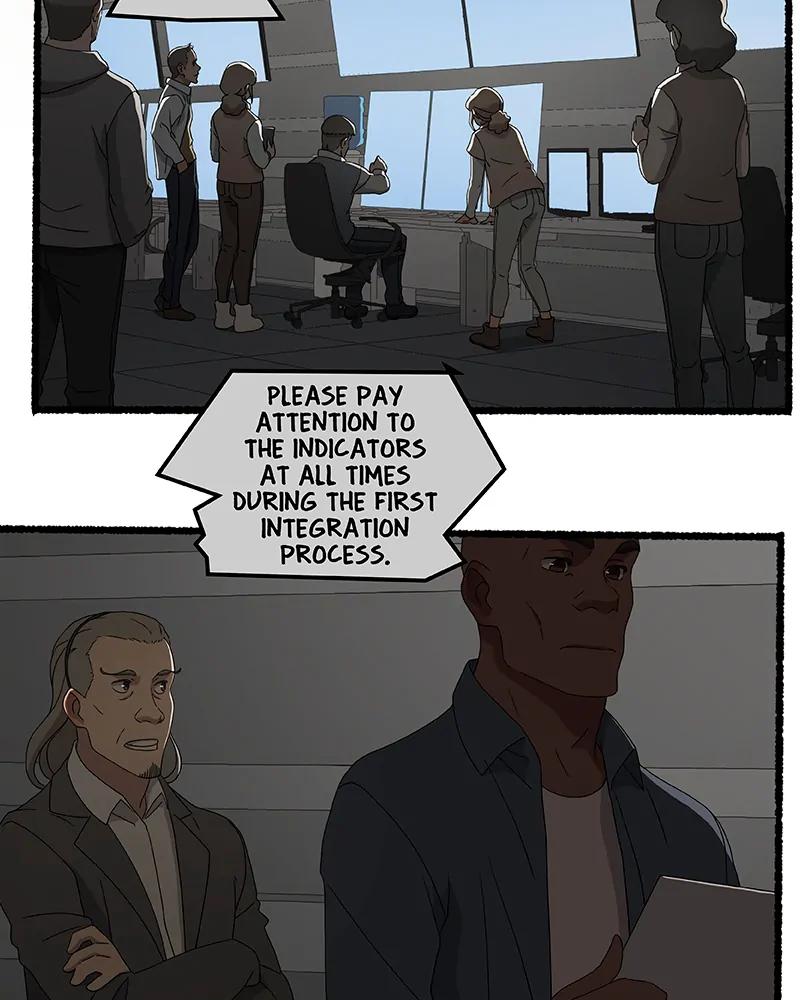 PLEASE PAY
ATTENTION TO
THE INDICATORS
AT ALL TIMES
DURING THE FIRST
INTEGRATION
PROCESS.